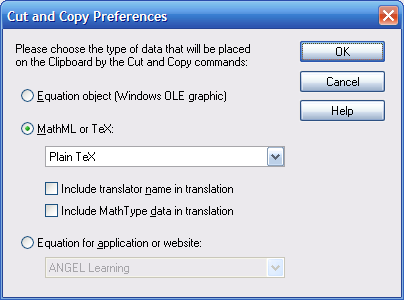 Cut and Copy Preferences
Please choose the type of data that will be placed
on the Clipboard by the Cut and Copy commands:
OK
Cancel
Help
Equation object (Windows OLE graphic)
MathML or TeX:
Plain TeX
Include translator name in translation
Include MathType data in translation
Equation for application or website:
ANGEL Learning